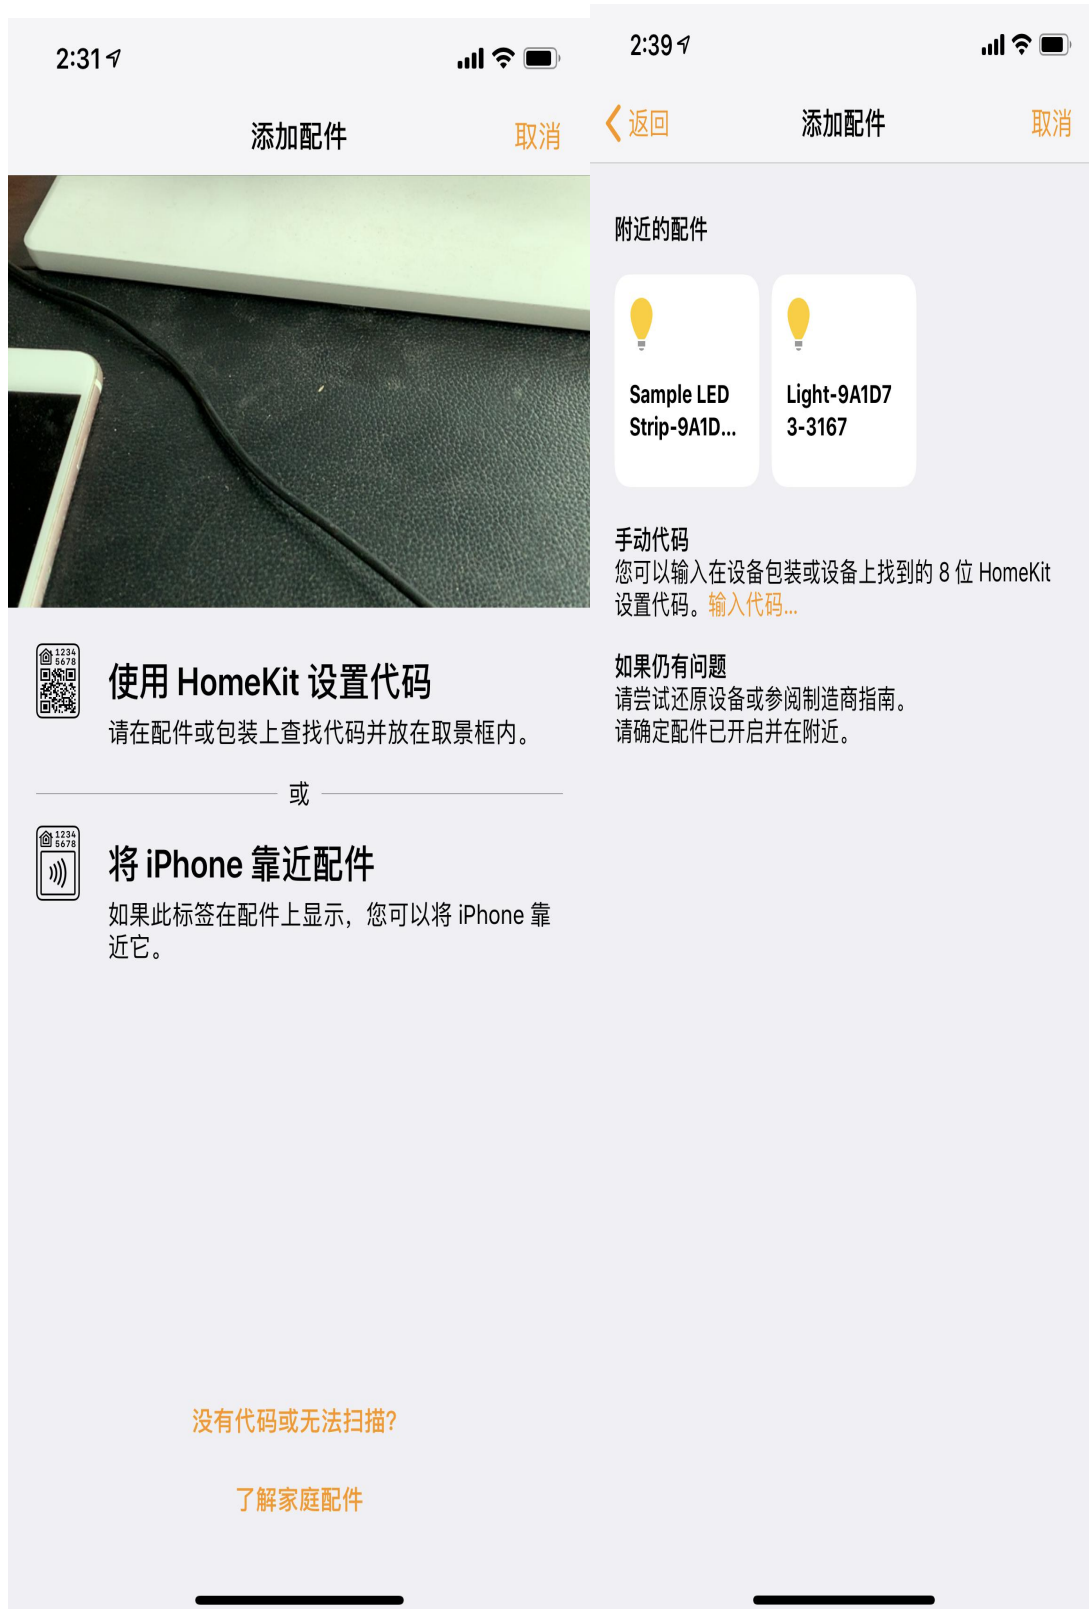 2:31
添加配件
取消
1234
5678
使用 HomeKit 设置代码
请在配件或包装上查找代码并放在取景框内。
或
1234
5678
将 iPhone 靠近配件
如果此标签在配件上显示，您可以将 iPhone 靠
近它。
没有代码或无法扫描?
了解家庭配件
2:39
返回
添加配件
取消
附近的配件
Sample LED
Strip-9A1D...
Light-9A1D7
3-3167
手动代码
您可以输入在设备包装或设备上找到的 8 位 HomeKit
设置代码。输入代码...
如果仍有问题
请尝试还原设备或参阅制造商指南。
请确定配件已开启并在附近。